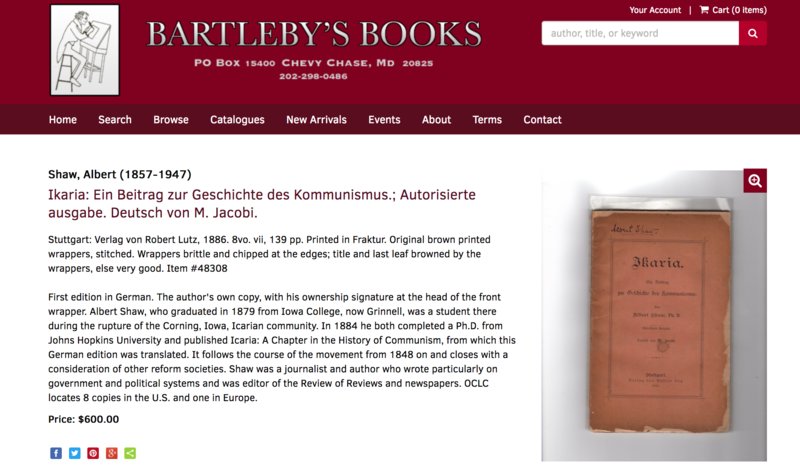 Your Account | Cart (0 items)
BARTLEBY'S BOOKS
PO Box 15400 Chevy Chase, Md 20825
202-298-0486
author, title, or keyword
Home Search Browse Catalogues New Arrivals Events About Terms Contact
Shaw, Albert (1857-1947)
Ikaria: Ein Beitrag zur Geschichte des Kommunismus.; Autorisierte
ausgabe. Deutsch von M. Jacobi.
Stuttgart: Verlag von Robert Lutz, 1886. 8vo. vii, 139 pp. Printed in Fraktur. Original brown printed
wrappers, stitched. Wrappers brittle and chipped at the edges; title and last leaf browned by the
wrappers, else very good. Item #48308
First edition in German. The author's own copy, with his ownership signature at the head of the front
wrapper. Albert Shaw, who graduated in 1879 from Iowa College, now Grinnell, was a student there
during the rupture of the Corning, Iowa, Icarian community. In 1884 he both completed a Ph.D. from
Johns Hopkins University and published Icaria: A Chapter in the History of Communism, from which this
German edition was translated. It follows the course of the movement from 1848 on and closes with a
consideration of other reform societies. Shaw was a journalist and author who wrote particularly on
government and political systems and was editor of the Review of Reviews and newspapers. OCLC
locates 8 copies in the U.S. and one in Europe.
Price: $600.00
Ikaria.
Ein Beitrag
zur Geschichte des Kommunismus.
Albert Shaw, Ph. D.
Stuttgart.
Verlag von Robert Lutz